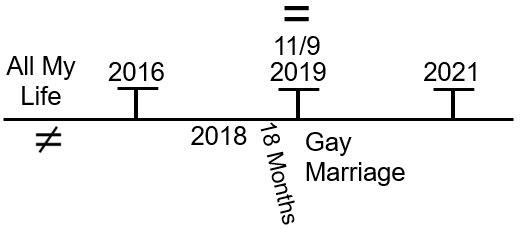 =
11/9
All My
Life
2016
2019
2021
≠
2018
18 Months
Gay
Marriage